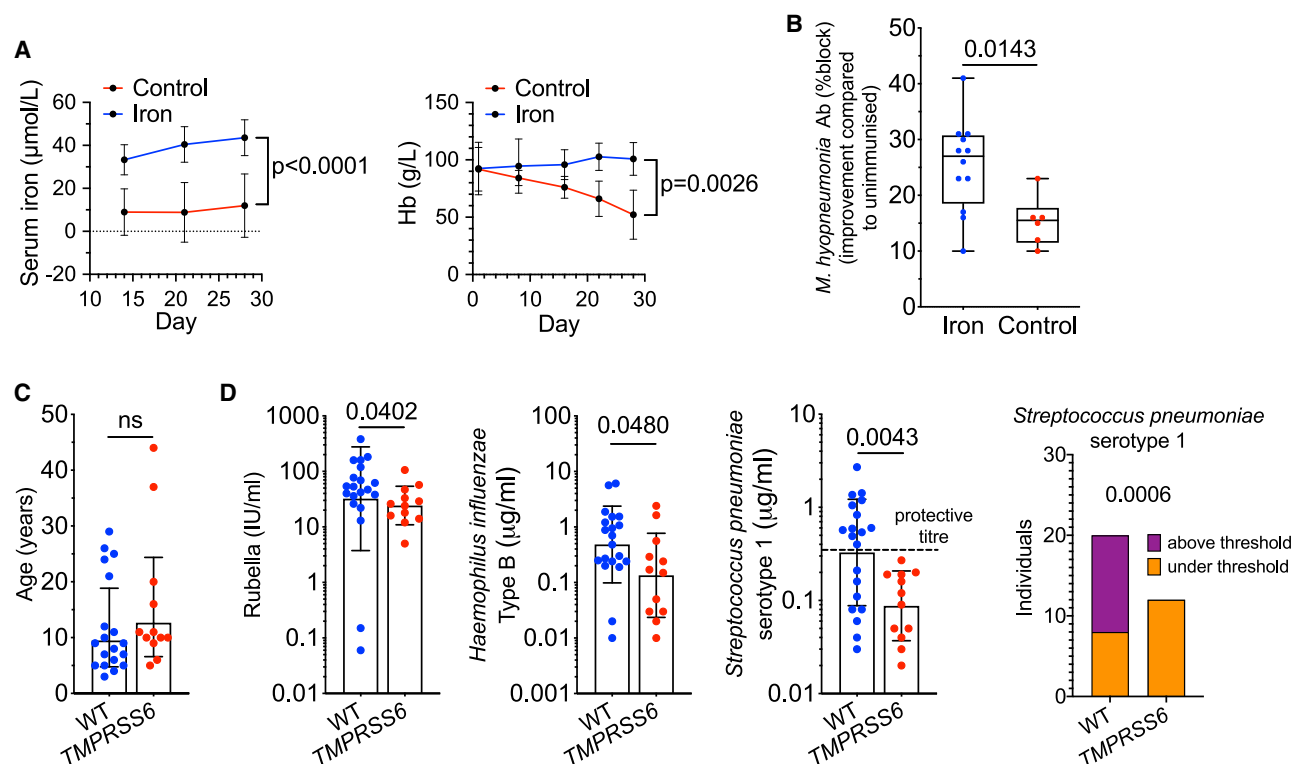 A
Control
Iron
Serum iron (μmol/L)
60
40
20
0
-20
10
15
20
25
30
Day
p<0.0001
Control
Iron
Hb (g/L)
150
100
50
0
0
10
20
30
Day
p=0.0026
B
M. hyopneumonia Ab (%block)
(improvement compared
to unimmunised)
50
40
30
20
10
0
0.0143
Iron
Control
C
Age (years)
50
40
30
20
10
0
ns
WT
TMPRSS6
D
Rubella (IU/ml)
1000
100
10
1
0.1
0.01
0.0402
WT
TMPRSS6
Haemophilus influenzae
Type B (μg/ml)
100
10
1
0.1
0.01
0.001
0.0480
WT
TMPRSS6
Streptococcus pneumoniae
serotype 1 (μg/ml)
10
1
0.1
0.01
0.0043
protective
titre
WT
TMPRSS6
Streptococcus pneumoniae
serotype 1
Individuals
30
20
10
0
0.0006
above threshold
under threshold
WT
TMPRSS6